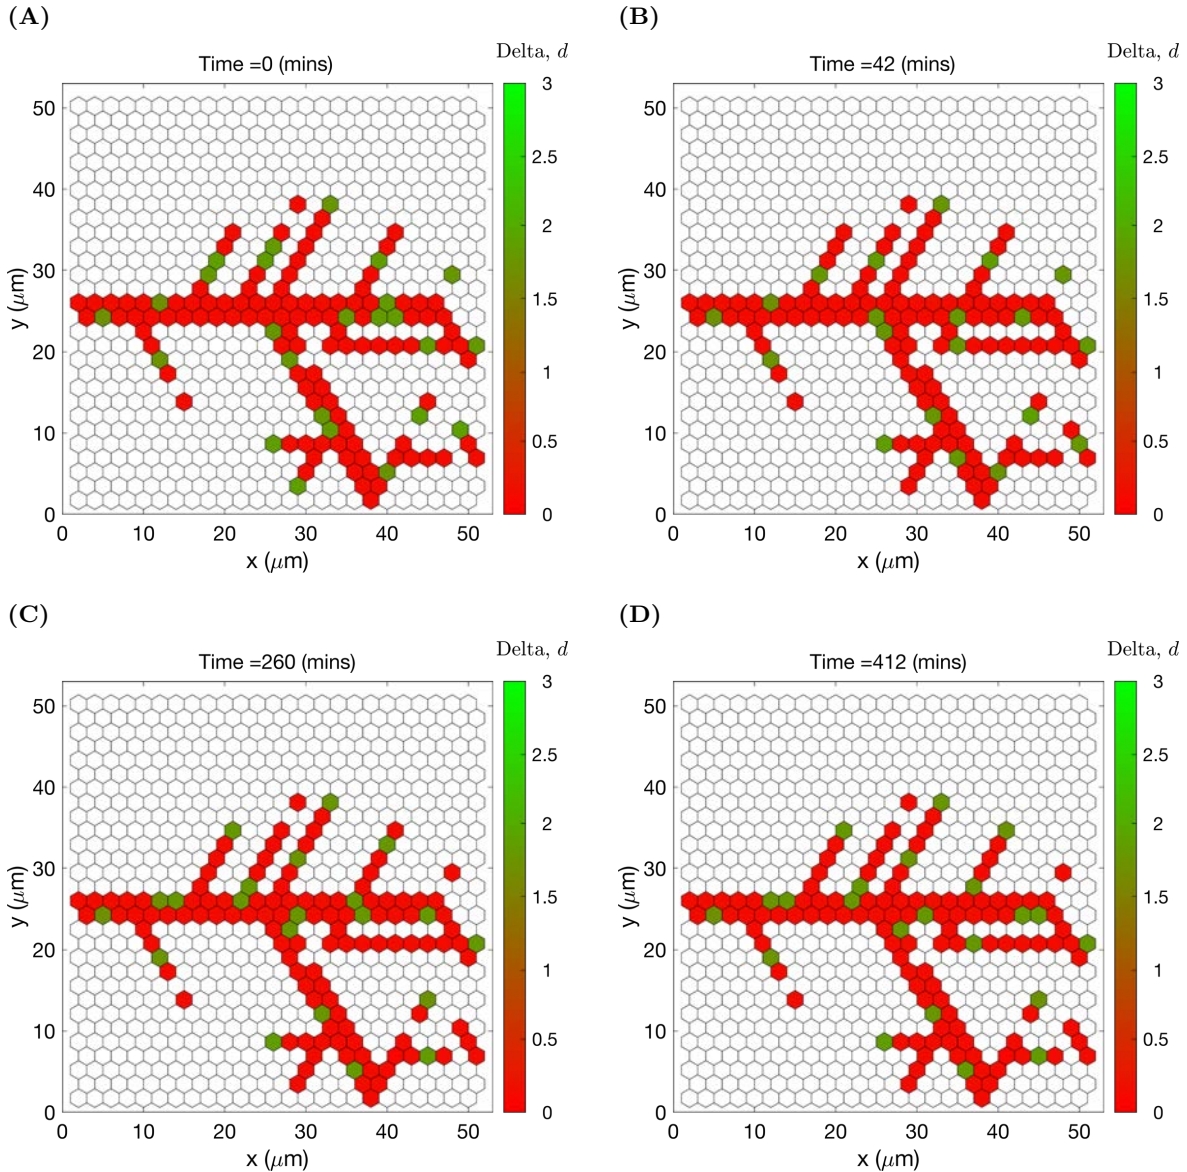 (A)
(B)
Delta, d
Delta, d
Time =0 (mins)
Time =42 (mins)
50
40
30
20
10
0
y (μm)
0 10 20 30 40 50
x (μm)
3
2.5
2
1.5
1
0.5
0
50
40
30
20
10
0
y (μm)
0 10 20 30 40 50
x (μm)
3
2.5
2
1.5
1
0.5
0
(C)
(D)
Delta, d
Delta, d
Time =260 (mins)
Time =412 (mins)
50
40
30
20
10
0
y (μm)
0 10 20 30 40 50
x (μm)
3
2.5
2
1.5
1
0.5
0
50
40
30
20
10
0
y (μm)
0 10 20 30 40 50
x (μm)
3
2.5
2
1.5
1
0.5
0